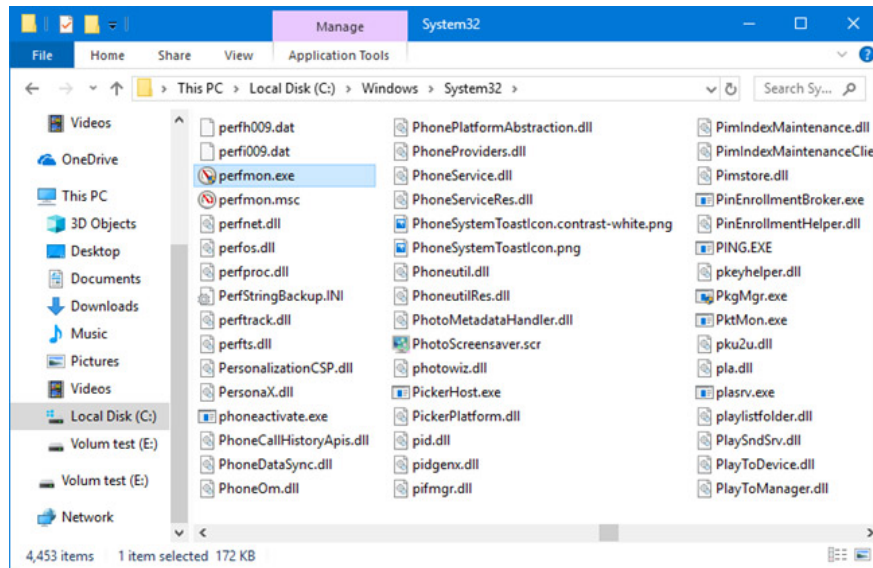 Manage
System32
File
Home
Share
View
Application Tools
This PC > Local Disk (C:) > Windows > System32 >
Search Sy...
Videos
OneDrive
This PC
3D Objects
Desktop
Documents
Downloads
Music
Pictures
Videos
Local Disk (C:)
Volum test (E:)
Volum test (E:)
Network
perfh009.dat
perfi009.dat
perfmon.exe
perfmon.msc
perfnet.dll
perfos.dll
perfproc.dll
PerfStringBackup.INI
perftrack.dll
perfts.dll
PersonalizationCSP.dll
PersonaX.dll
phoneactivate.exe
PhoneCallHistoryApis.dll
PhoneDataSync.dll
PhoneOm.dll
PhonePlatformAbstraction.dll
PhoneProviders.dll
PhoneService.dll
PhoneServiceRes.dll
PhoneSystemToastIcon.contrast-white.png
PhoneSystemToastIcon.png
Phoneutil.dll
PhoneutilRes.dll
PhotoMetadataHandler.dll
PhotoScreensaver.scr
photowiz.dll
PickerHost.exe
PickerPlatform.dll
pid.dll
pidgenx.dll
pifmgr.dll
PimIndexMaintenance.dll
PimIndexMaintenanceClie
Pimstore.dll
PinEnrollmentBroker.exe
PinEnrollmentHelper.dll
PING.EXE
pkeyhelper.dll
PkgMgr.exe
PktMon.exe
pku2u.dll
pla.dll
plasrv.exe
playlistfolder.dll
PlaySndSrv.dll
PlayToDevice.dll
PlayToManager.dll
4,453 items
1 item selected 172 KB